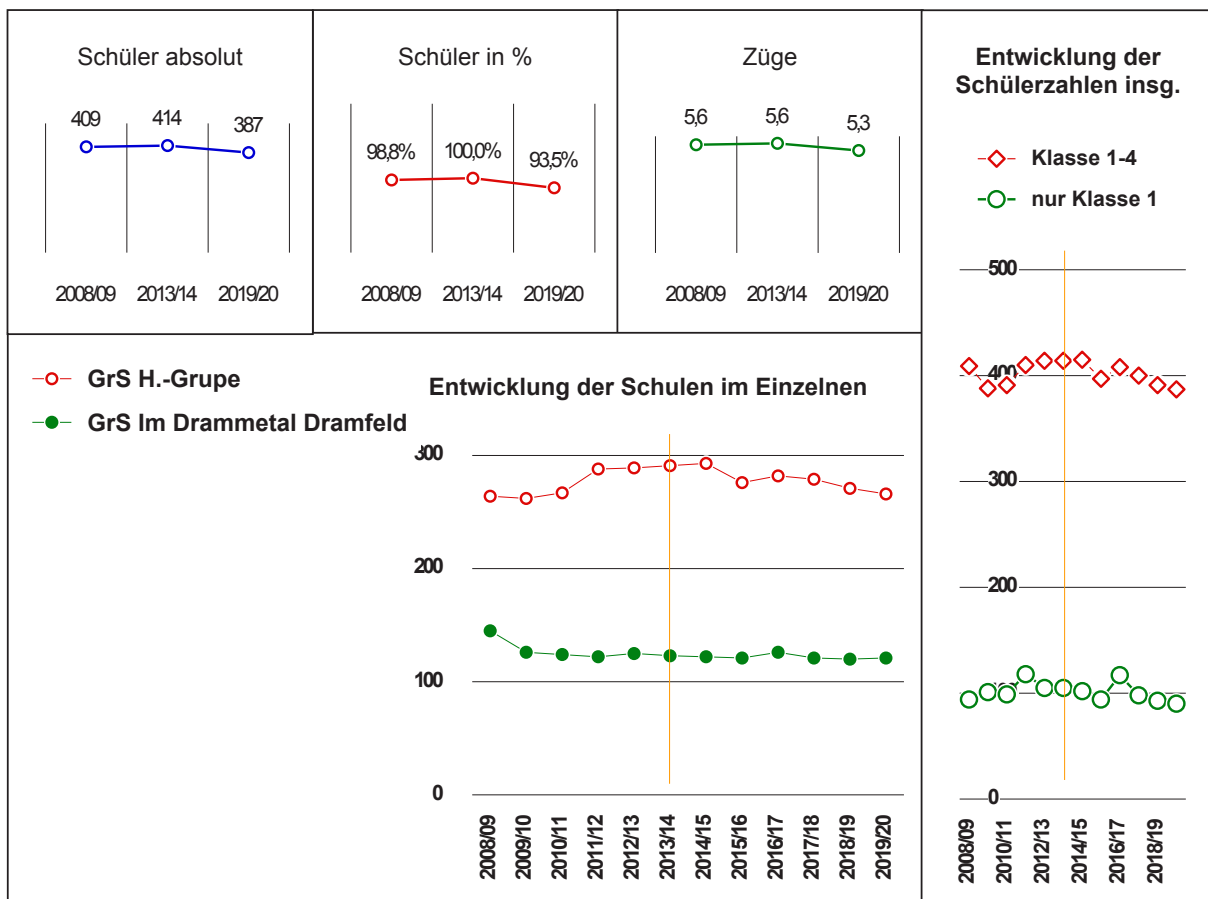 Schüler absolut
409 414 387
2008/09 2013/14 2019/20
Schüler in %
98,8% 100,0% 93,5%
2008/09 2013/14 2019/20
Züge
5,6 5,6 5,3
2008/09 2013/14 2019/20
Entwicklung der
Schülerzahlen insg.
Klasse 1-4
nur Klasse 1
500
400
300
200
0
2008/09 2010/11 2012/13 2014/15 2016/17 2018/19
GrS H.-Grupe
GrS Im Drammetal Dramfeld
Entwicklung der Schulen im Einzelnen
300
200
100
0
2008/09 2009/10 2010/11 2011/12 2012/13 2013/14 2014/15 2015/16 2016/17 2017/18 2018/19 2019/20